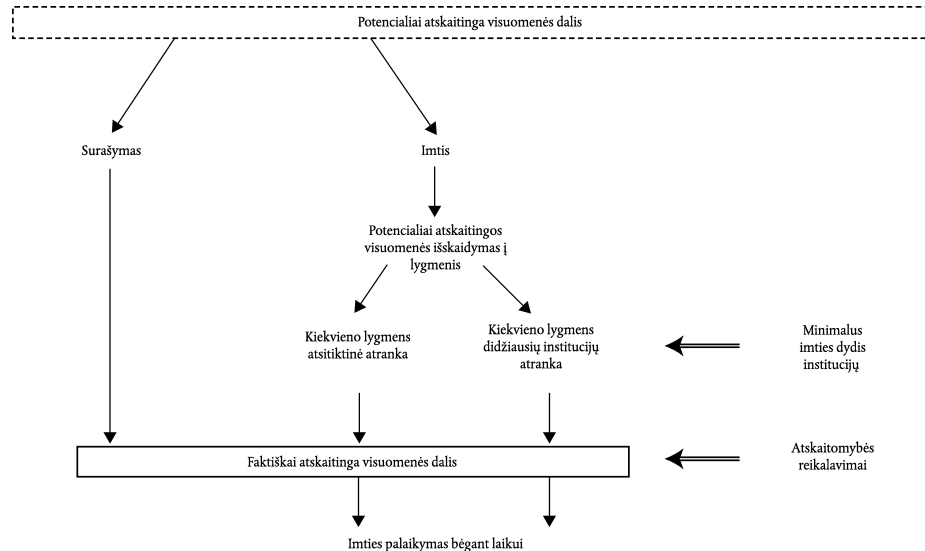 Potencialiai atskaitinga visuomenės dalis
Surašymas
Imtis
Potencialiai atskaitingos
visuomenės išskaidymas į
lygmenis
Kiekvieno lygmens
atsitiktinė atranka
Kiekvieno lygmens
didžiausių institucijų
atranka
Minimalus
imties dydis
institucijų
Faktiškai atskaitinga visuomenės dalis
Atskaitomybės
reikalavimai
Imties palaikymas bėgant laikui